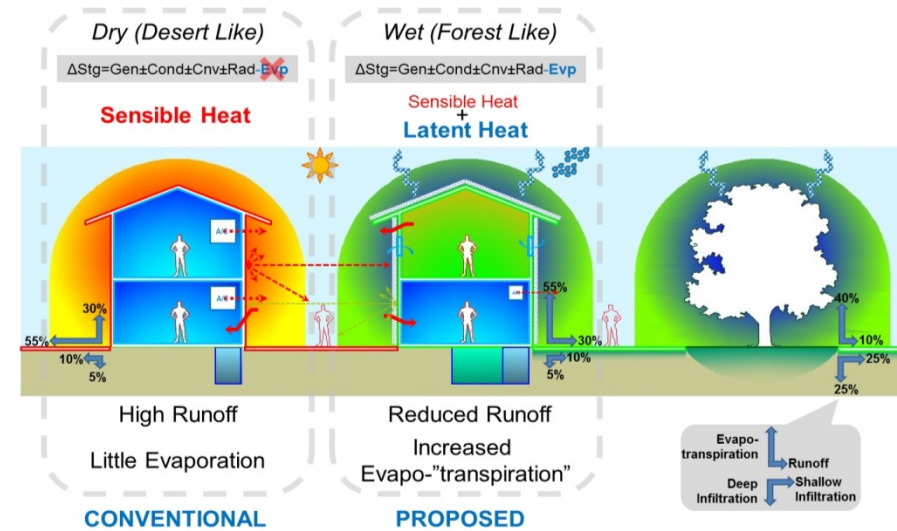 Dry (Desert Like)
ΔStg=Gen±Cond±Cnv±Rad-Evp
Sensible Heat
Wet (Forest Like)
ΔStg=Gen±Cond±Cnv±Rad-Evp
Sensible Heat
+
Latent Heat
A/C
A/C
30%
55%
10%
5%
A/C
55%
30%
10%
5%
40%
10%
25%
25%
High Runoff
Little Evaporation
CONVENTIONAL
Reduced Runoff
Increased
Evapo-”transpiration”
PROPOSED
Evapo-
transpiration
Runoff
Deep
Infiltration
Shallow
Infiltration